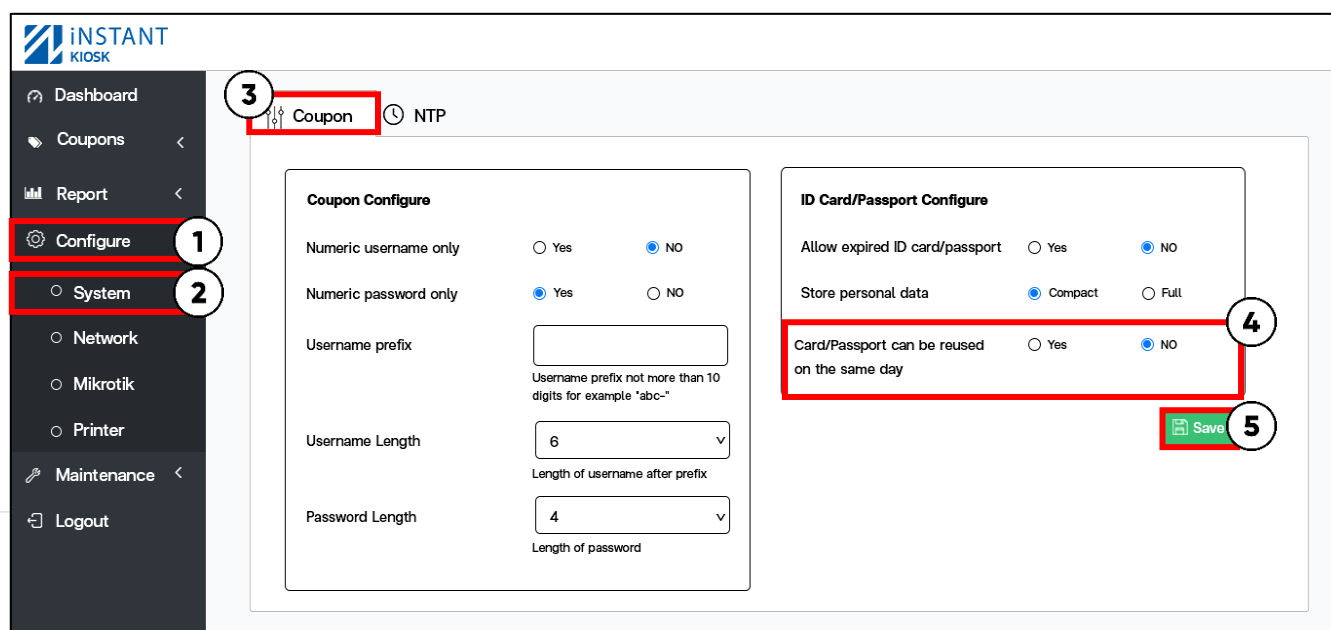 iNSTANT
KIOSK
Dashboard
Coupons
Report
Configure
1
System
2
Network
Mikrotik
Printer
Maintenance
Logout
3
Coupon
NTP
Coupon Configure
Numeric username only
Yes
NO
Numeric password only
Yes
NO
Username prefix
Username prefix not more than 10
digits for example "abc-"
Username Length
6
Length of username after prefix
Password Length
4
Length of password
ID Card/Passport Configure
Allow expired ID card/passport
Yes
NO
Store personal data
Compact
Full
4
Card/Passport can be reused
on the same day
Yes
NO
Save
5